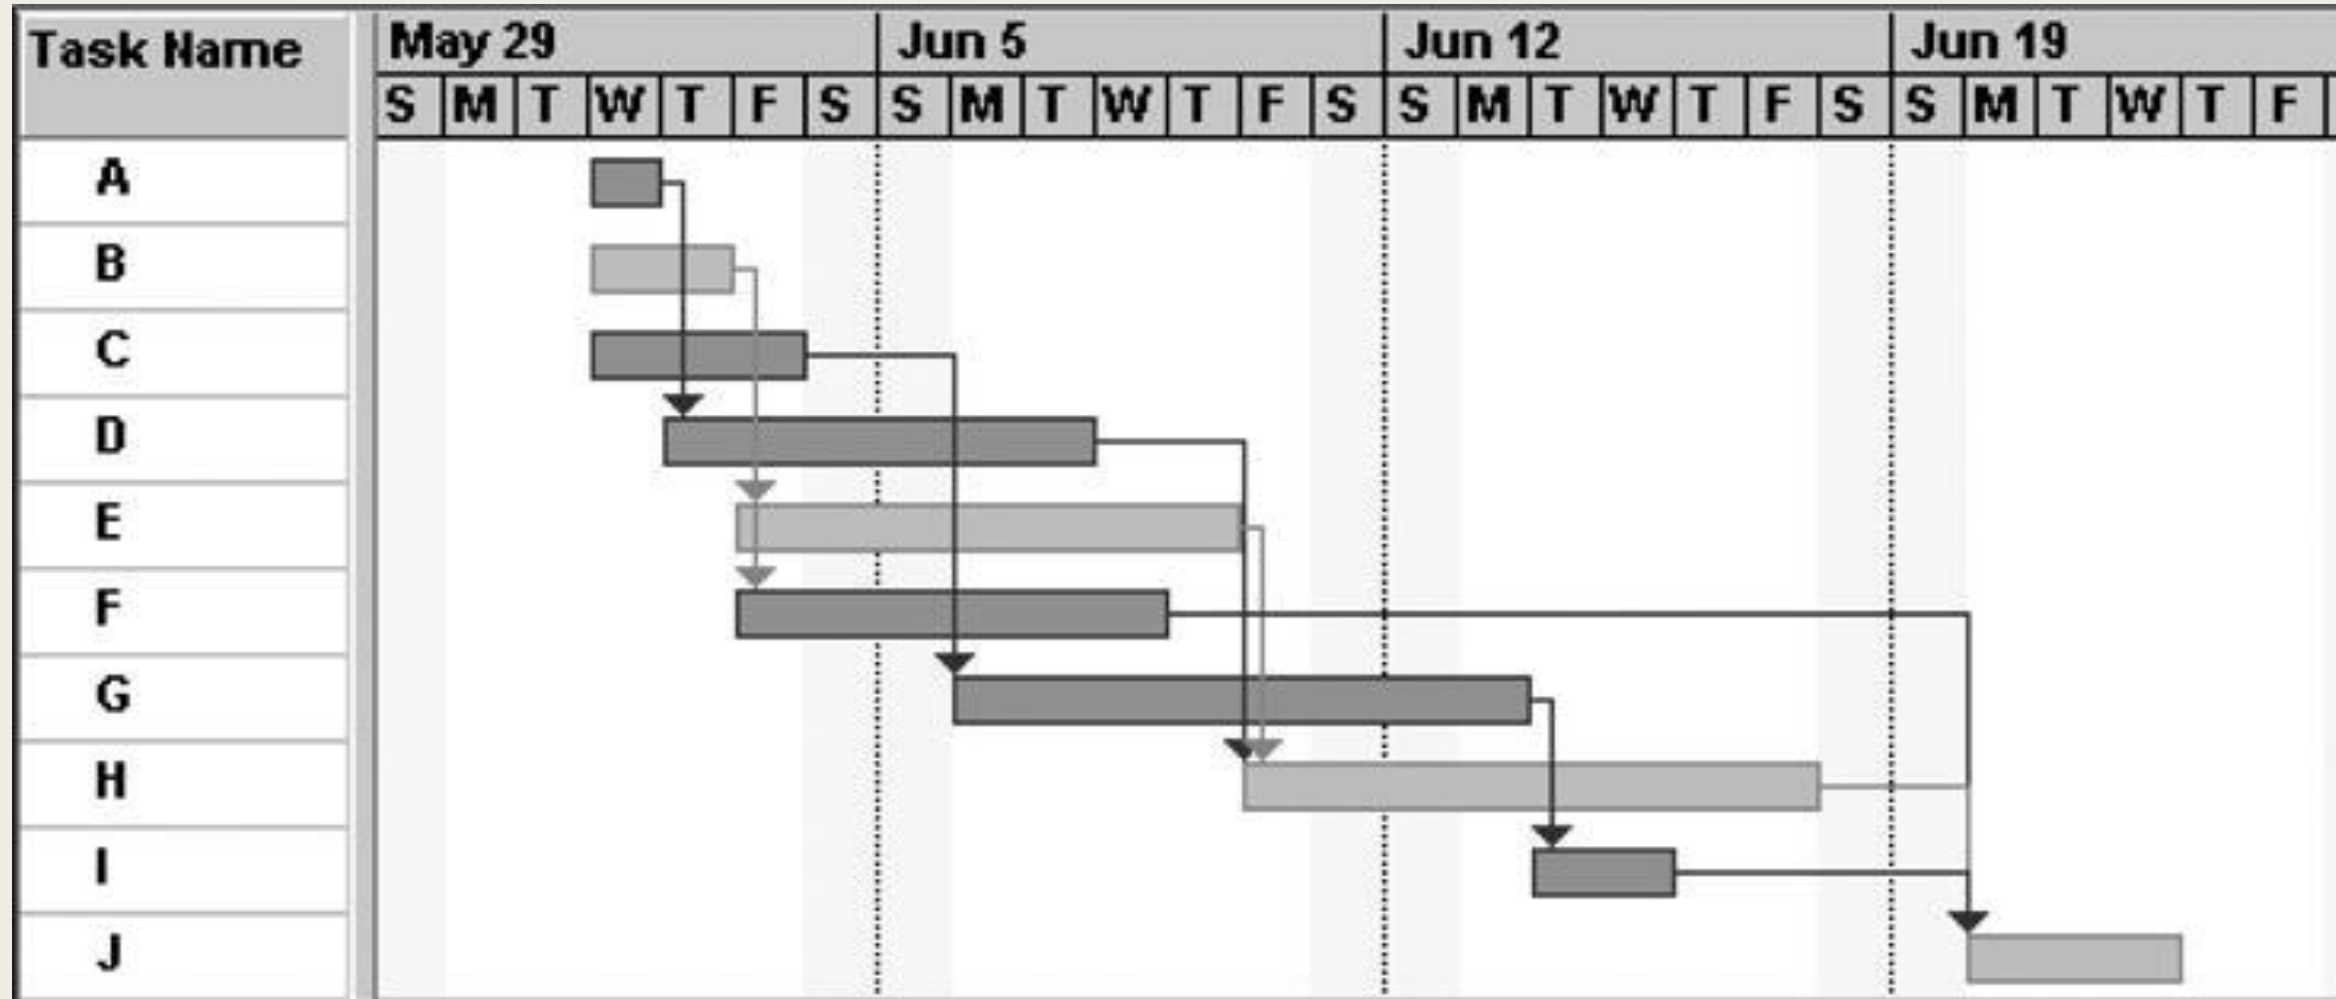 Task Name
May 29 Jun 5 Jun 12 Jun 19
S M T W T F S S M T W T F S S M T W T F S S M T W T F
A
B
C
D
E
F
G
H
I
J